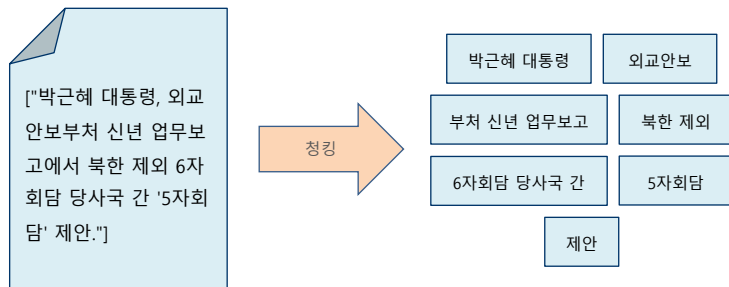 ["박근혜 대통령, 외교
안보부처 신년 업무보
고에서 북한 제외 6자
회담 당사국 간 '5자회
담' 제안."]
청킹
박근혜 대통령
외교안보
부처 신년 업무보고
북한 제외
6자회담 당사국 간
5자회담
제안